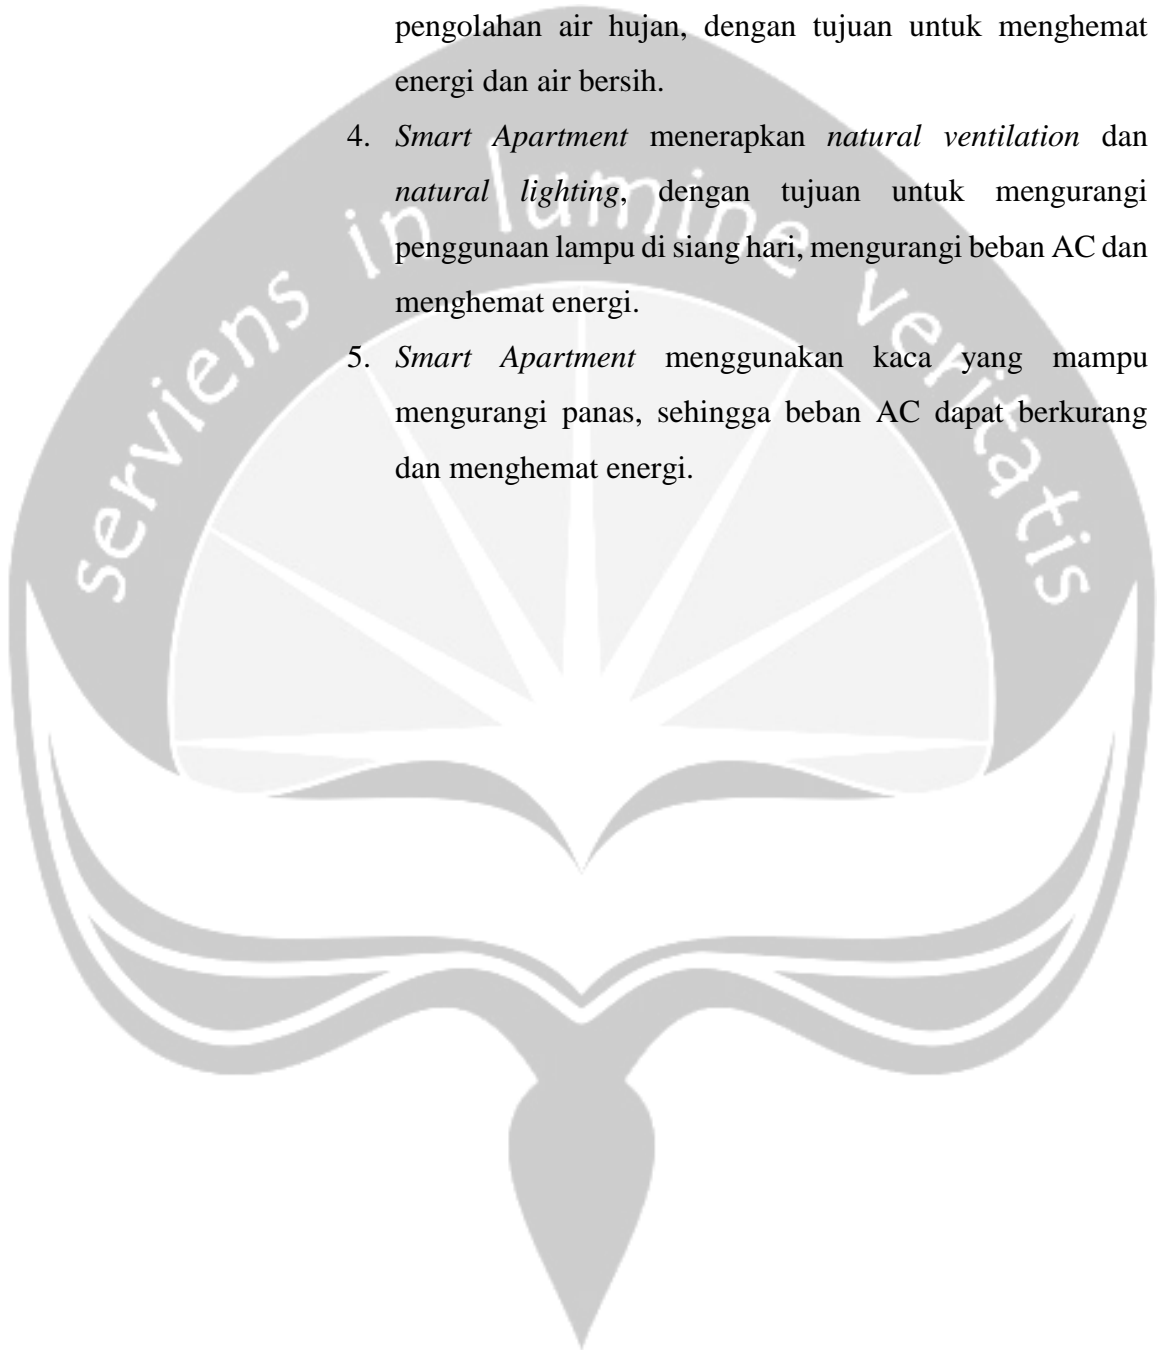 pengolahan air hujan, dengan tujuan untuk menghemat
energi dan air bersih.
4. Smart Apartment menerapkan natural ventilation dan
natural lighting, dengan tujuan untuk mengurangi
penggunaan lampu di siang hari, mengurangi beban AC dan
menghemat energi.
5. Smart Apartment menggunakan kaca yang mampu
mengurangi panas, sehingga beban AC dapat berkurang
dan menghemat energi.
serviens in lumine veritatis